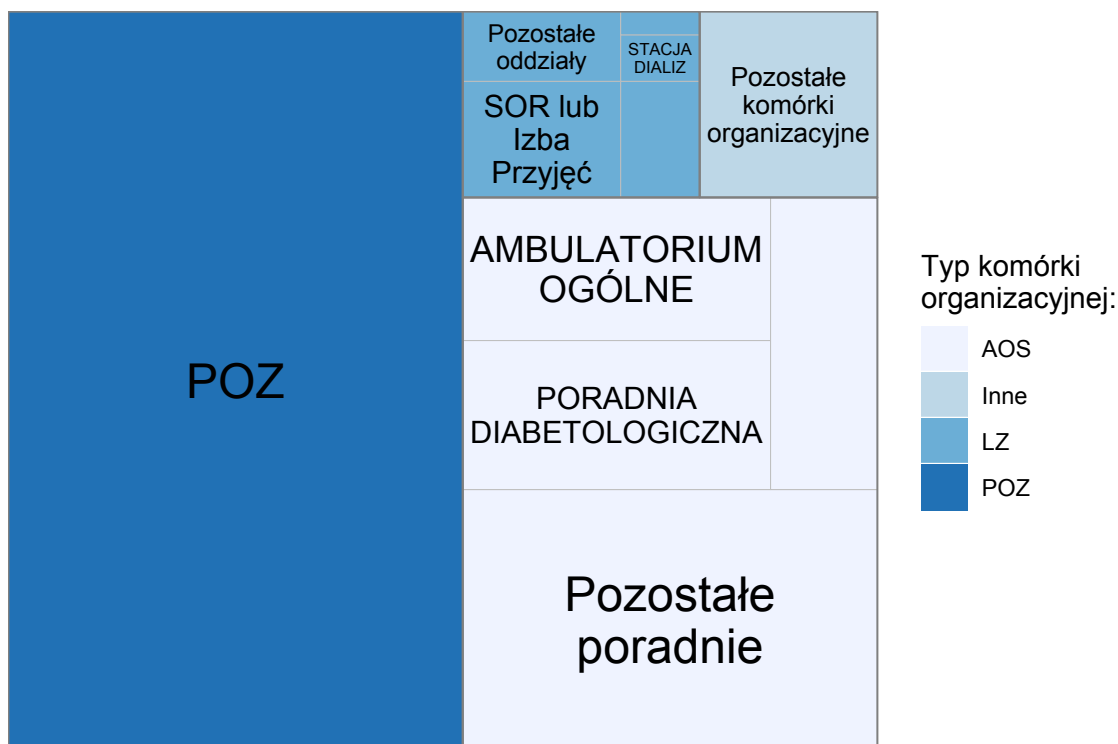 POZ
Pozostałe
oddziały
STACJA
DIALIZ
SOR lub
Izba
Przyjęć
Pozostałe
komórki
organizacyjne
AMBULATORIUM
OGÓLNE
PORADNIA
DIABETOLOGICZNA
Pozostałe
poradnie
Typ komórki
organizacyjnej:
AOS
Inne
LZ
POZ